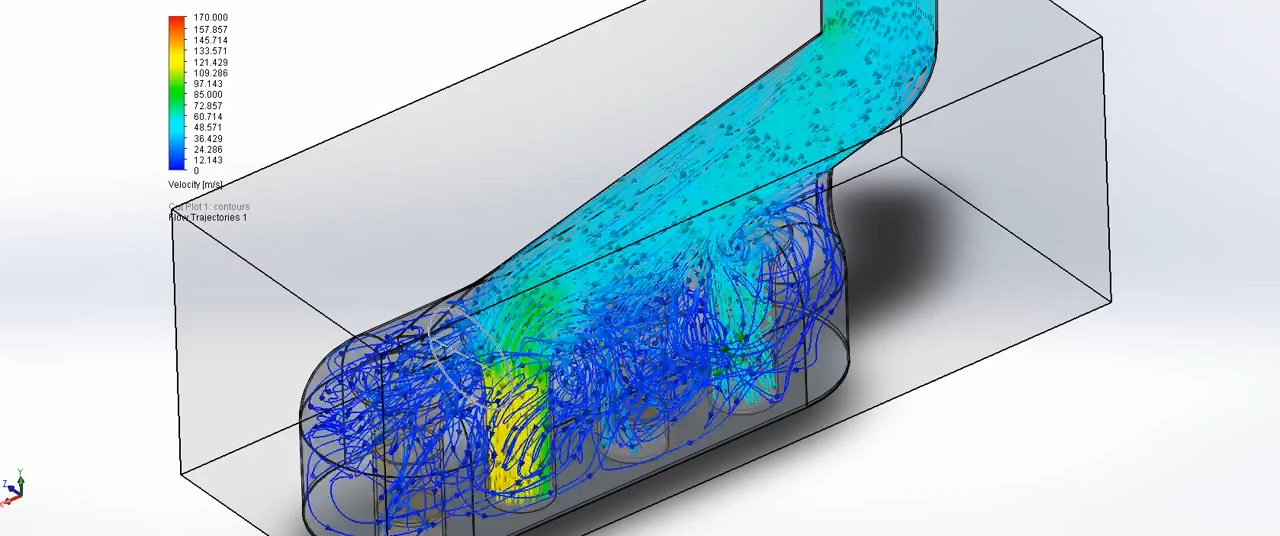 170.000
157.857
145.714
133.571
121.429
109.286
97.143
85.000
72.857
60.714
48.571
36.429
24.286
12.143
0
Velocity [m/s]
Cut Plot 1: contours
Flow Trajectories 1
Y
Z
X